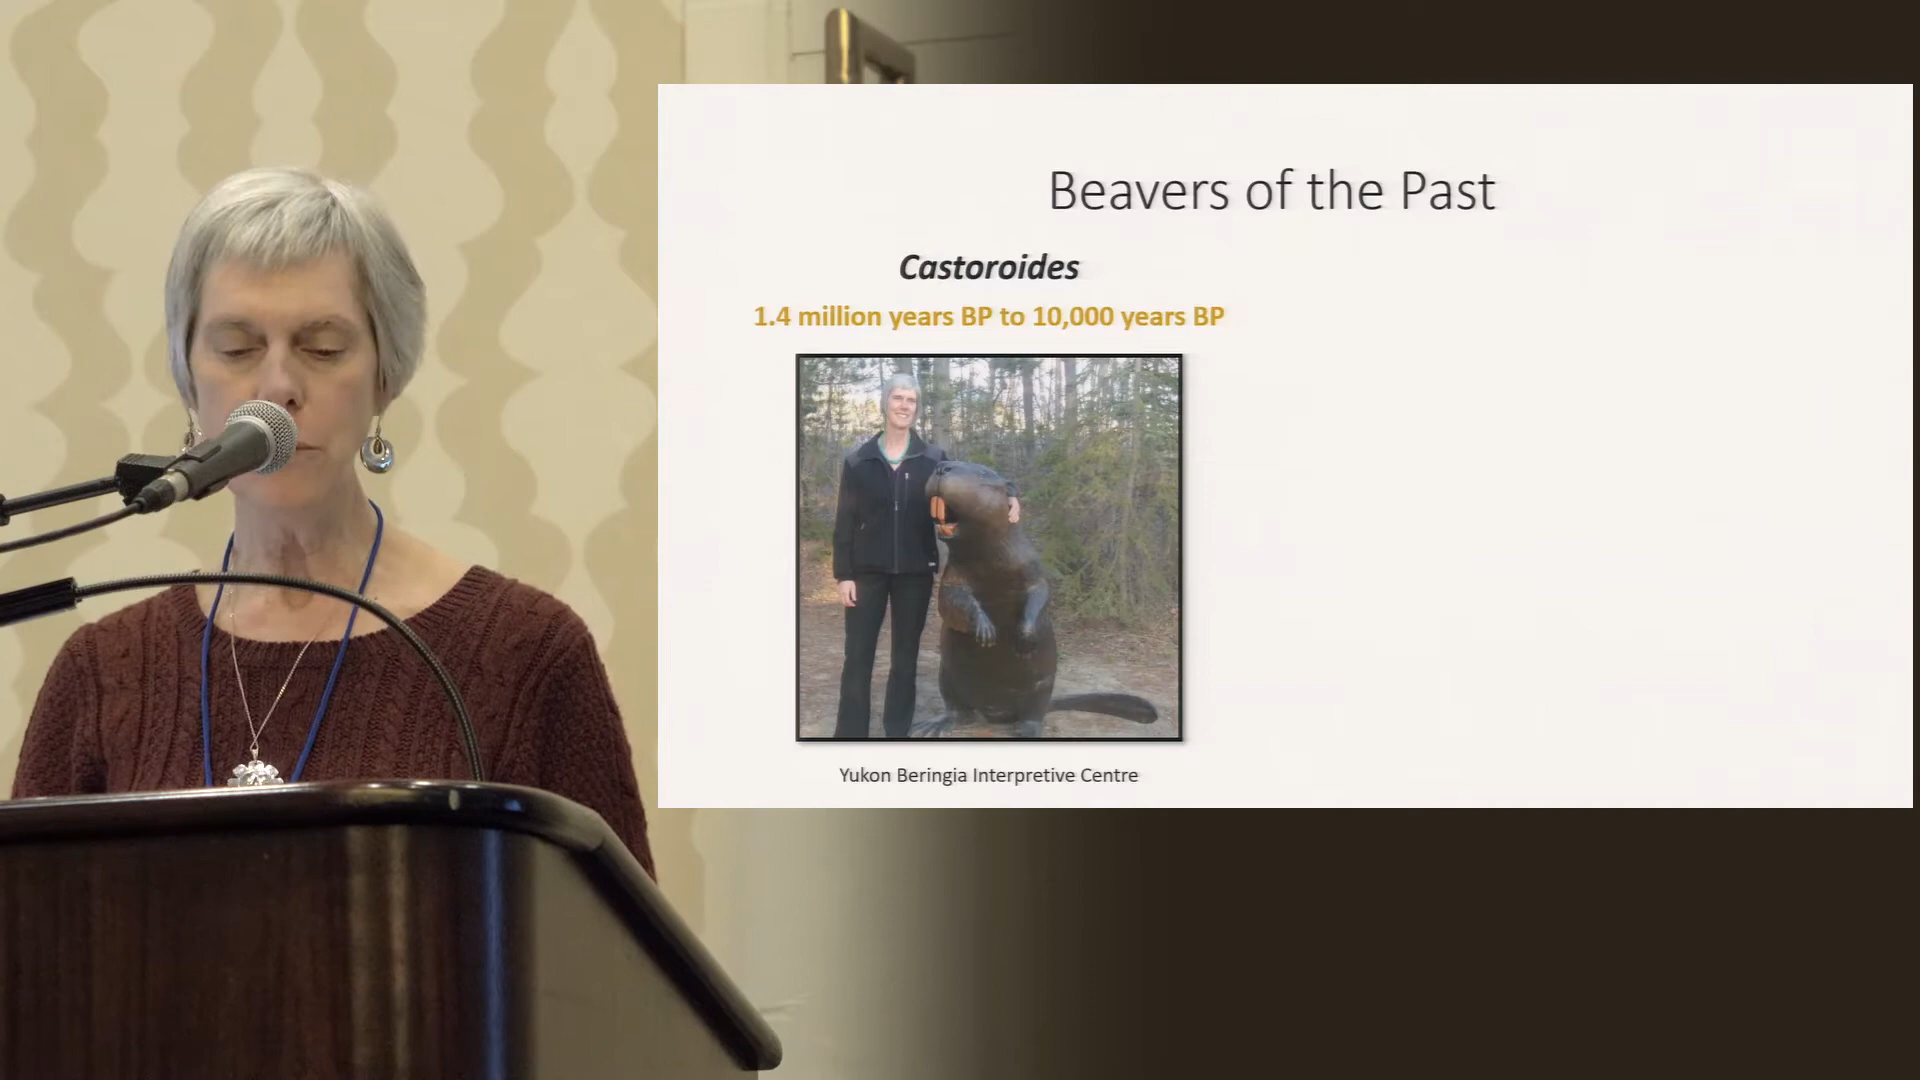 Beavers of the Past
Castoroides
1.4 million years BP to 10,000 years BP
Yukon Beringia Interpretive Centre